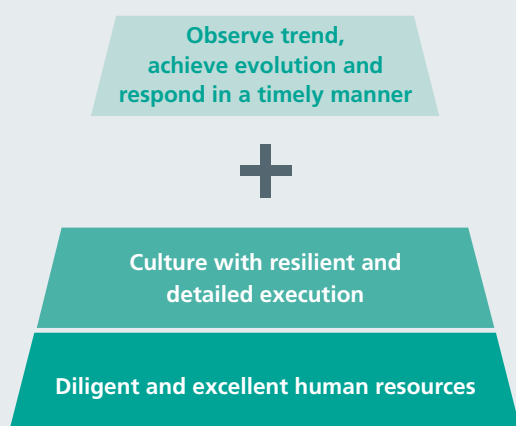 Observe trend,
achieve evolution and
respond in a timely manner
+
Culture with resilient and
detailed execution
Diligent and excellent human resources